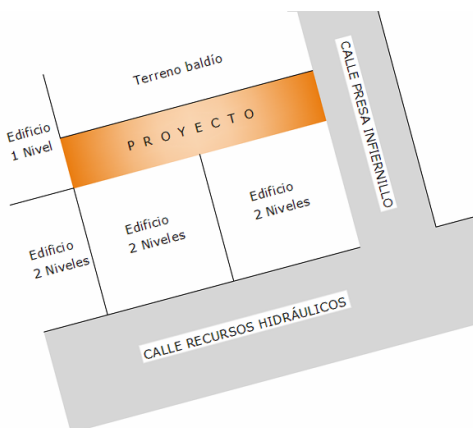 Terreno baldío
CALLE PRESA INFIERNILLO
Edificio
1 Nivel
PROYECTO
Edificio
2 Niveles
Edificio
2 Niveles
Edificio
2 Niveles
CALLE RECURSOS HIDRÁULICOS